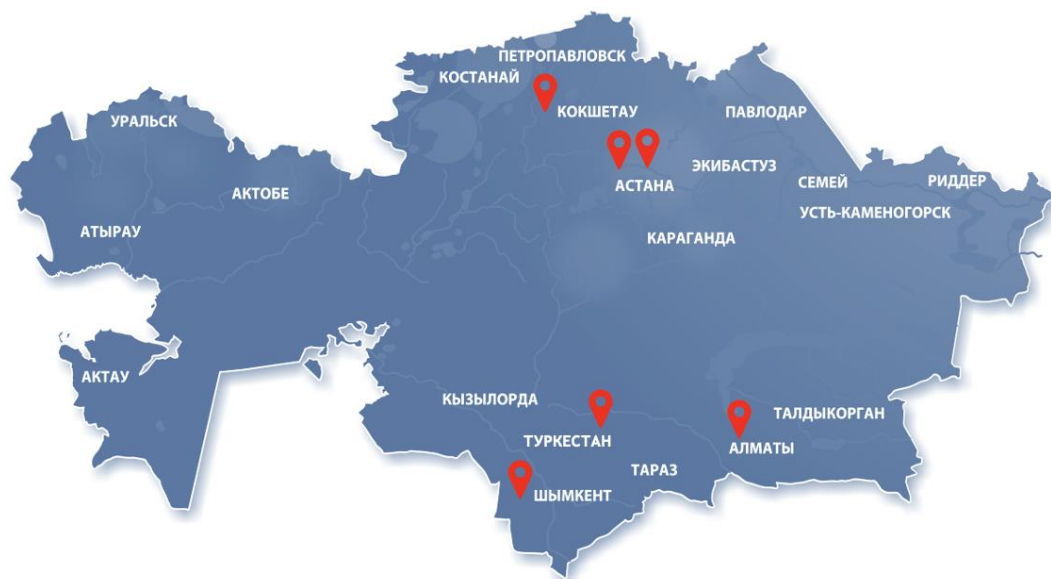 ПЕТРОПАВЛОВСК
КОСТАНАЙ
КОКШЕТАУ
ПАВЛОДАР
УРАЛЬСК
ЭКИБАСТУЗ
АСТАНА
СЕМЕЙ
РИДДЕР
АКТОБЕ
УСТЬ-КАМЕНОГОРСК
АТЫРАУ
КАРАГАНДА
АКТАУ
КЫЗЫЛОРДА
ТАЛДЫКОРГАН
ТУРКЕСТАН
АЛМАТЫ
ТАРАЗ
ШЫМКЕНТ